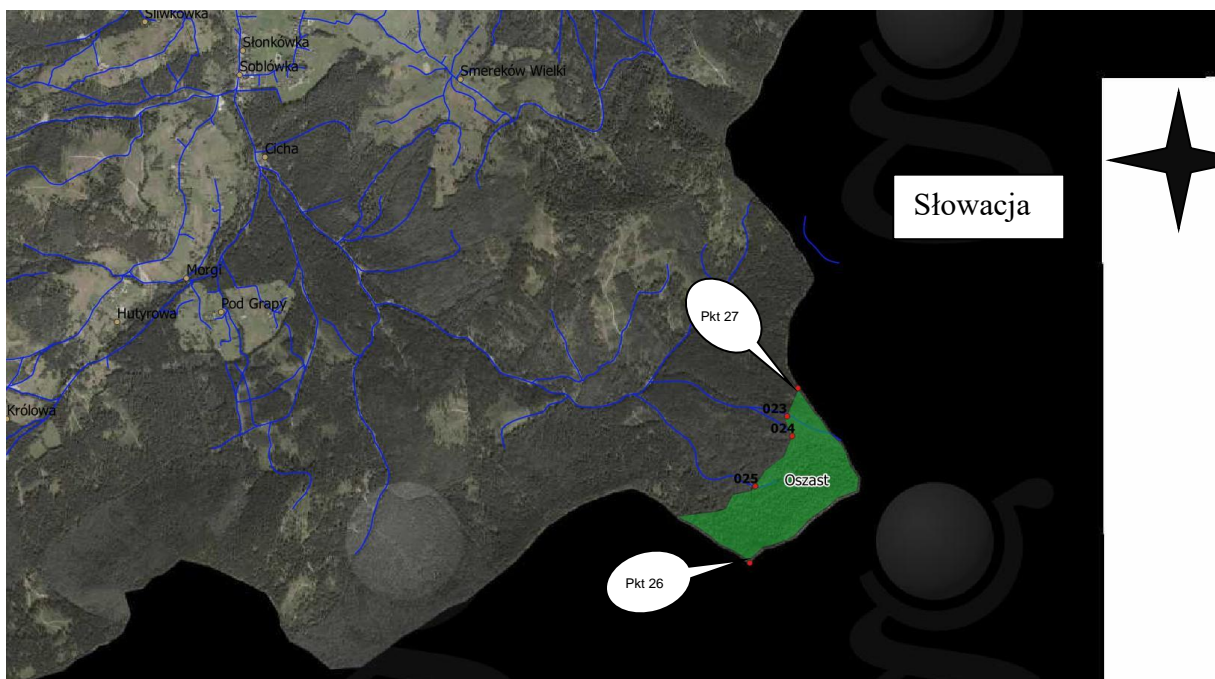 Śliwkówka
Słonkówka
Soblówka
Smereków Wielki
Cicha
Słowacja
Morgi
Pod Grapy
Hutyrowa
Pkt 27
Królowa
023
024
025
Oszast
Pkt 26